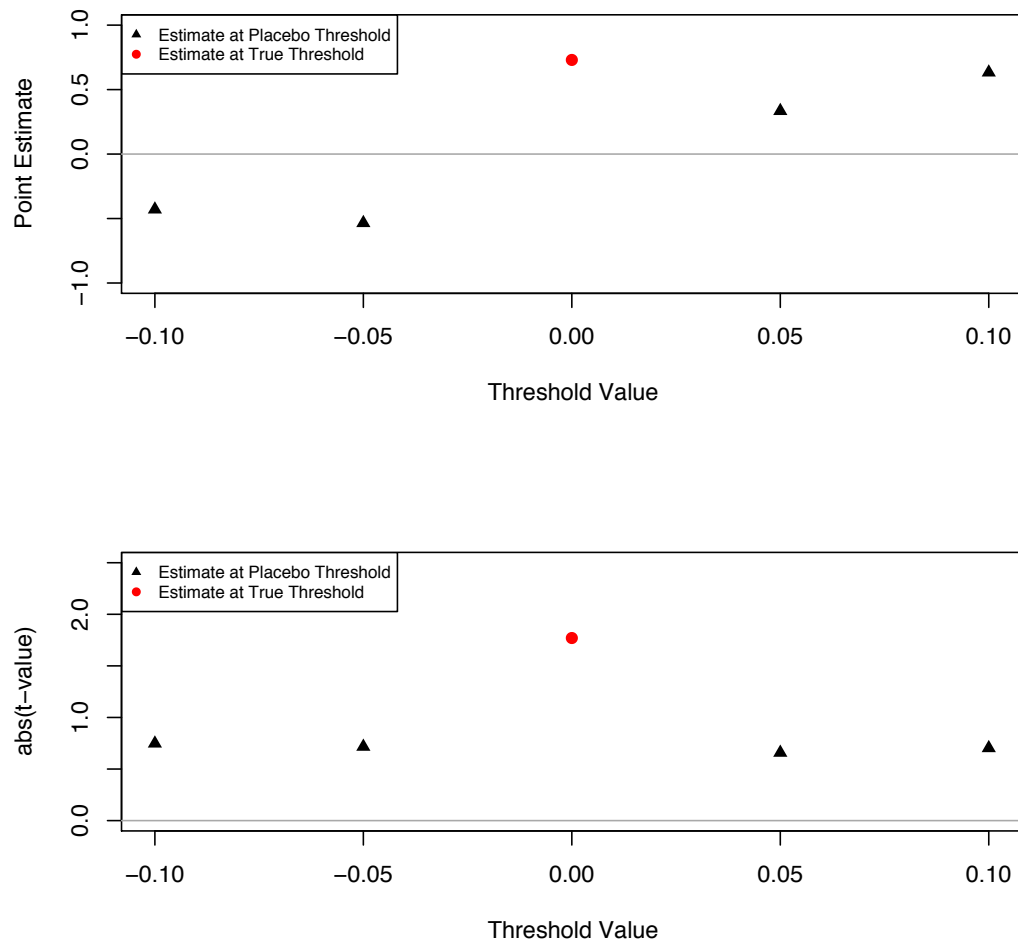 Estimate at Placebo Threshold
Estimate at True Threshold
1.0
0.5
0.0
−1.0
Point Estimate
−0.10 −0.05 0.00 0.05 0.10
Threshold Value
Estimate at Placebo Threshold
Estimate at True Threshold
2.0
1.0
0.0
abs(t−value)
−0.10 −0.05 0.00 0.05 0.10
Threshold Value